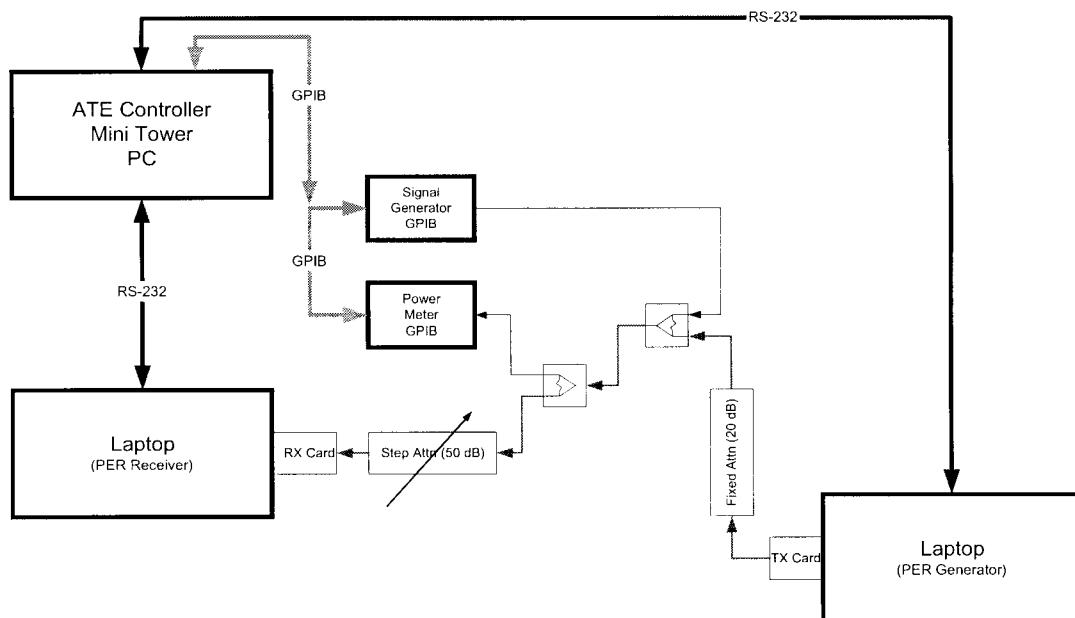 RS-232
ATE Controller
Mini Tower
PC
GPIB
Signal
Generator
GPIB
GPIB
RS-232
Power
Meter
GPIB
Laptop
(PER Receiver)
RX Card
Step Attn (50 dB)
Fixed Attn (20 dB)
TX Card
Laptop
(PER Generator)